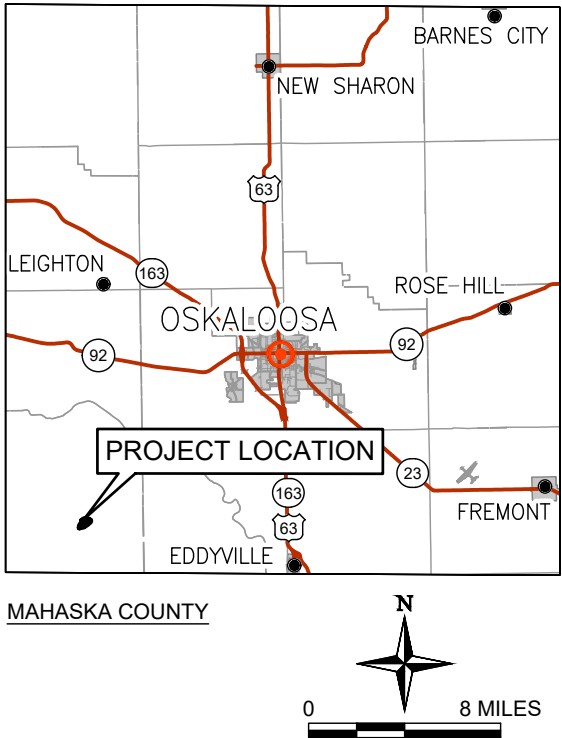 BARNES CITY
NEW SHARON
63
LEIGHTON
163
ROSE HILL
OSKALOOSA
92
92
PROJECT LOCATION
23
163
FREMONT
63
EDDYVILLE
MAHASKA COUNTY
N
0 8 MILES